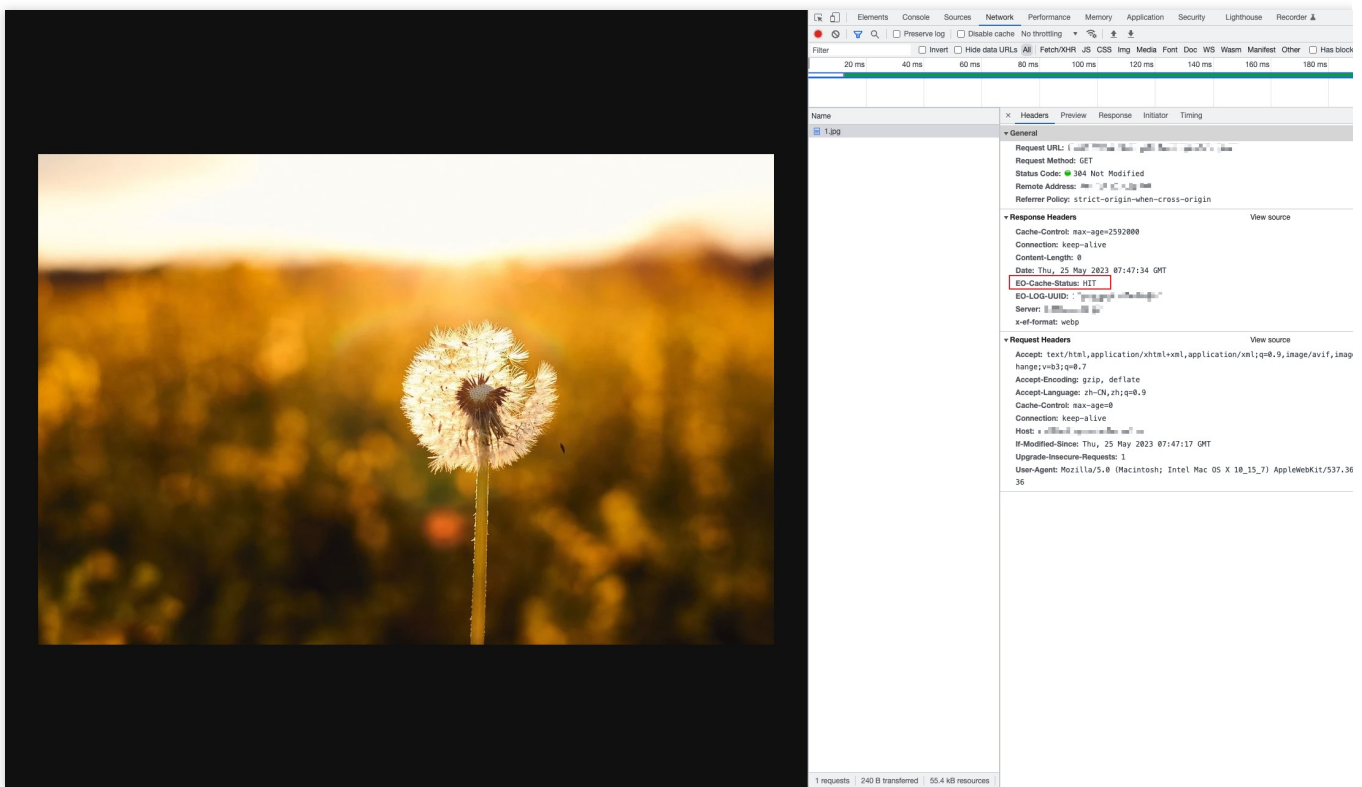 Elements Console Sources Network Performance Memory Application Security Lighthouse Recorder
Preserve log Disable cache No throttling
Filter Invert Hide data URLs All Fetch/XHR JS CSS Img Media Font Doc WS Wasm Manifest Other Has block
20 ms 40 ms 60 ms 80 ms 100 ms 120 ms 140 ms 160 ms 180 ms
Name × Headers Preview Response Initiator Timing
1.jpg
General
Request URL:
Request Method: GET
Status Code: 304 Not Modified
Remote Address:
Referrer Policy: strict-origin-when-cross-origin
Response Headers View source
Cache-Control: max-age=2592000
Connection: keep-alive
Content-Length: 0
Date: Thu, 25 May 2023 07:47:34 GMT
EO-Cache-Status: HIT
EO-LOG-UUID:
Server:
x-ef-format: webp
Request Headers View source
Accept: text/html,application/xhtml+xml,application/xml;q=0.9,image/avif,imag
hange;v=b3;q=0.7
Accept-Encoding: gzip, deflate
Accept-Language: zh-CN,zh;q=0.9
Cache-Control: max-age=0
Connection: keep-alive
Host:
If-Modified-Since: Thu, 25 May 2023 07:47:17 GMT
Upgrade-Insecure-Requests: 1
User-Agent: Mozilla/5.0 (Macintosh; Intel Mac OS X 10_15_7) AppleWebKit/537.36
36
1 requests 240 B transferred 55.4 kB resources